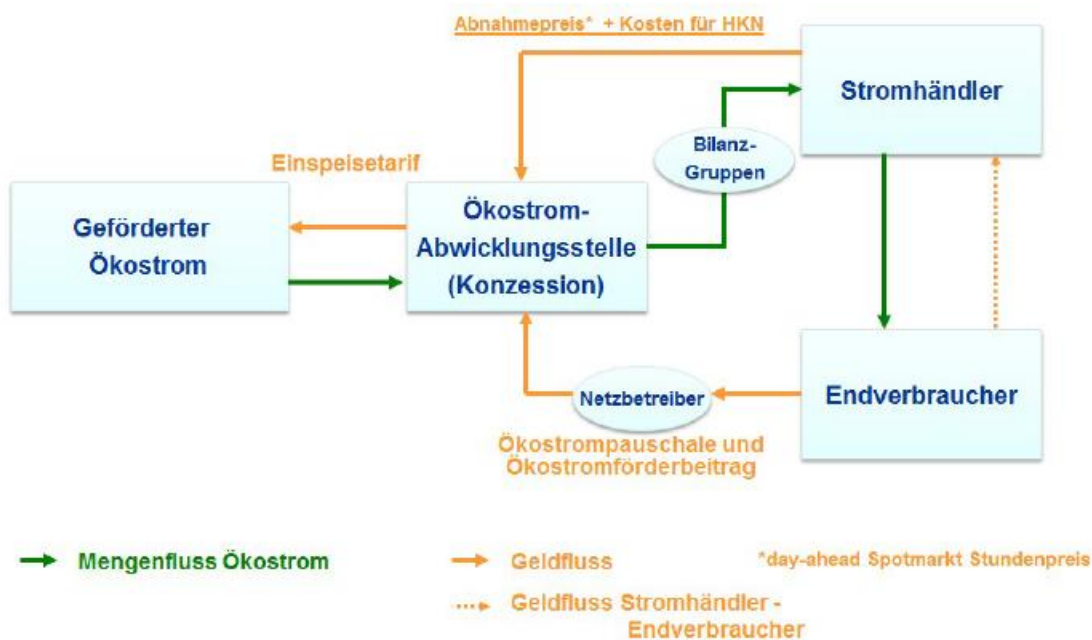 Abnahmepreis* + Kosten für HKN
Stromhändler
Bilanz-
Gruppen
Einspeisetarif
Geförderter
Ökostrom
Ökostrom-
Abwicklungsstelle
(Konzession)
Netzbetreiber
Endverbraucher
Ökostrompauschale und
Ökostromförderbeitrag
Mengenfluss Ökostrom
Geldfluss
*day-ahead Spotmarkt Stundenpreis
Geldfluss Stromhändler -
Endverbraucher